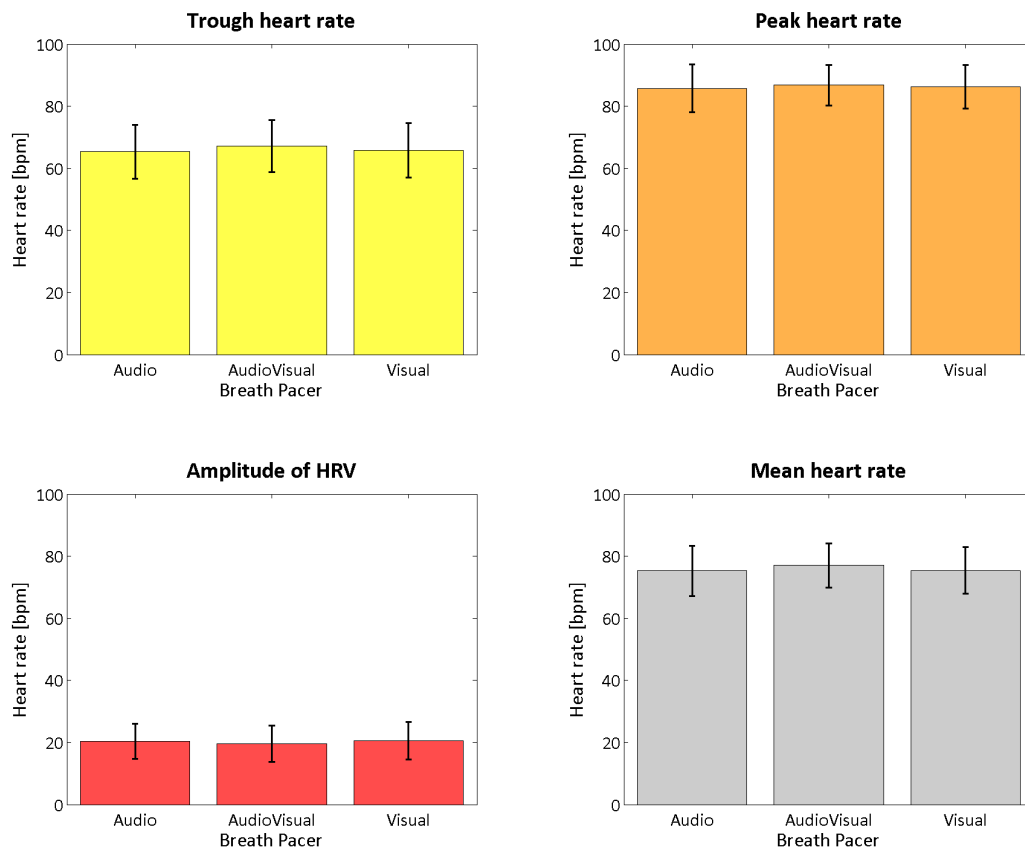 Trough heart rate
100
80
60
40
20
0
Heart rate [bpm]
Audio AudioVisual Visual
Breath Pacer
Peak heart rate
100
80
60
40
20
0
Heart rate [bpm]
Audio AudioVisual Visual
Breath Pacer
Amplitude of HRV
100
80
60
40
20
0
Heart rate [bpm]
Audio AudioVisual Visual
Breath Pacer
Mean heart rate
100
80
60
40
20
0
Heart rate [bpm]
Audio AudioVisual Visual
Breath Pacer